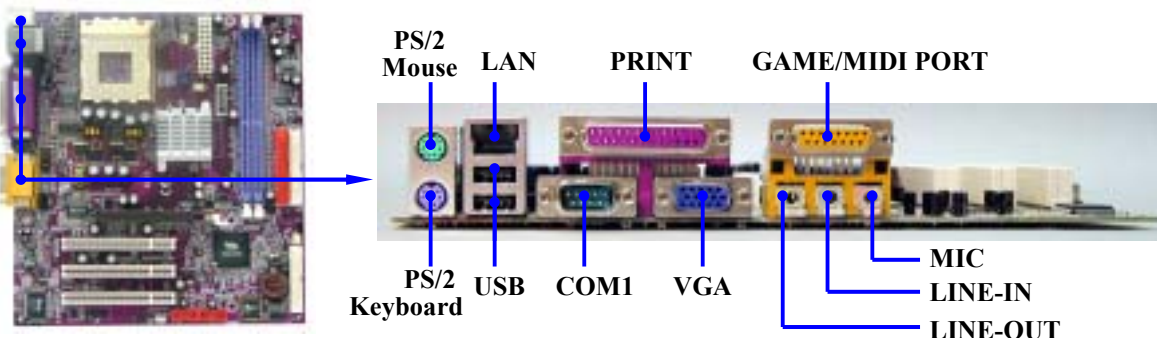 PS/2
Mouse
LAN
PRINT
GAME/MIDI PORT
PS/2
Keyboard
USB
COM1
VGA
MIC
LINE-IN
LINE-OUT